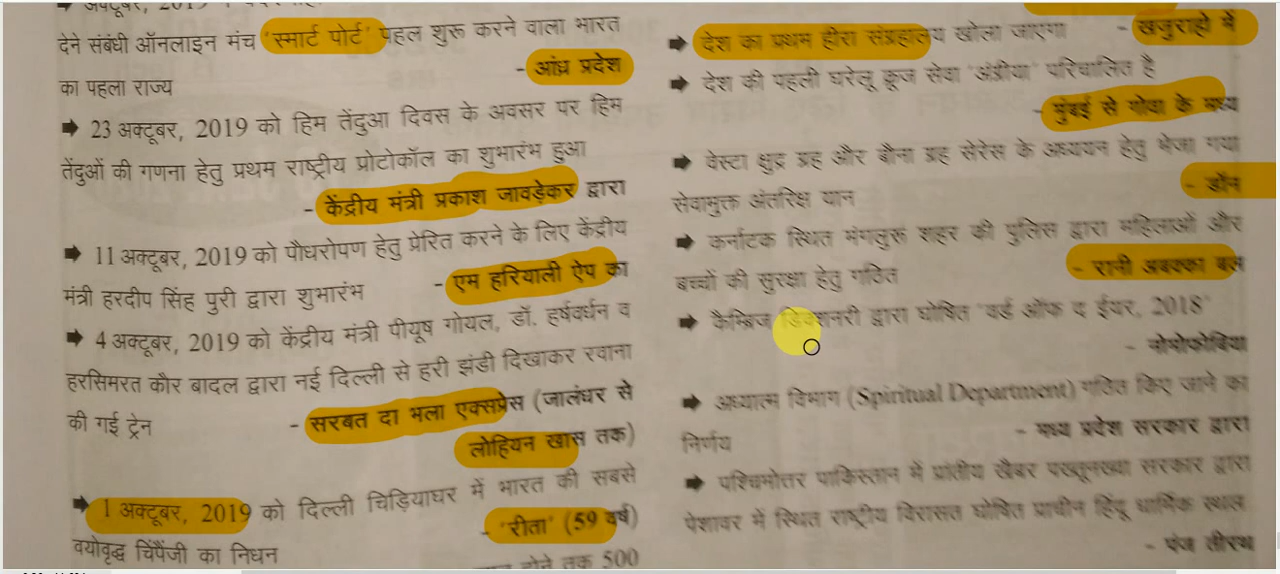 अक्टूबर, 2019
देने संबंधी ऑनलाइन मंच 'स्मार्ट पोर्ट' पहल शुरू करने वाला भारत
का पहला राज्य - आंध्र प्रदेश
➡ 23 अक्टूबर, 2019 को हिम तेंदुआ दिवस के अवसर पर हिम
तेंदुओं की गणना हेतु प्रथम राष्ट्रीय प्रोटोकॉल का शुभारंभ हुआ
- केंद्रीय मंत्री प्रकाश जावड़ेकर द्वारा
➡ 11 अक्टूबर, 2019 को पौधरोपण हेतु प्रेरित करने के लिए केंद्रीय
मंत्री हरदीप सिंह पुरी द्वारा शुभारंभ - एम हरियाली ऐप का
➡ 4 अक्टूबर, 2019 को केंद्रीय मंत्री पीयूष गोयल, डॉ. हर्षवर्धन व
हरसिमरत कौर बादल द्वारा नई दिल्ली से हरी झंडी दिखाकर रवाना
की गई ट्रेन - सरबत दा भला एक्सप्रेस (जालंधर से
लोहियन खास तक)
➡ 1 अक्टूबर, 2019 को दिल्ली चिड़ियाघर में भारत की सबसे
वयोवृद्ध चिंपैंजी का निधन - 'रीता' (59 वर्ष)
होने तक 500
➡ देश का प्रथम हीरा संग्रहालय खोला जाएगा - खजुराहो में
➡ देश की पहली घरेलू क्रूज सेवा 'अंग्रीया' परिचालित है
- मुंबई से गोवा के मध्य
➡ वेस्टा क्षुद्र ग्रह और बौना ग्रह सेरेस के अध्ययन हेतु भेजा गया
सेवामुक्त अंतरिक्ष यान - डॉन
➡ कर्नाटक स्थित मंगलुरू शहर की पुलिस द्वारा महिलाओं और
बच्चों की सुरक्षा हेतु गठित - रानी अबक्का बल
➡ कैम्ब्रिज डिक्शनरी द्वारा घोषित 'वर्ड ऑफ द ईयर, 2018'
- नोमोफोबिया
➡ अध्यात्म विभाग (Spiritual Department) गठित किए जाने का
निर्णय - मध्य प्रदेश सरकार द्वारा
➡ पश्चिमोत्तर पाकिस्तान में प्रांतीय खैबर पख्तूनख्वा सरकार द्वारा
पेशावर में स्थित राष्ट्रीय विरासत घोषित प्राचीन हिंदू धार्मिक स्थल
- पंज तीरथ